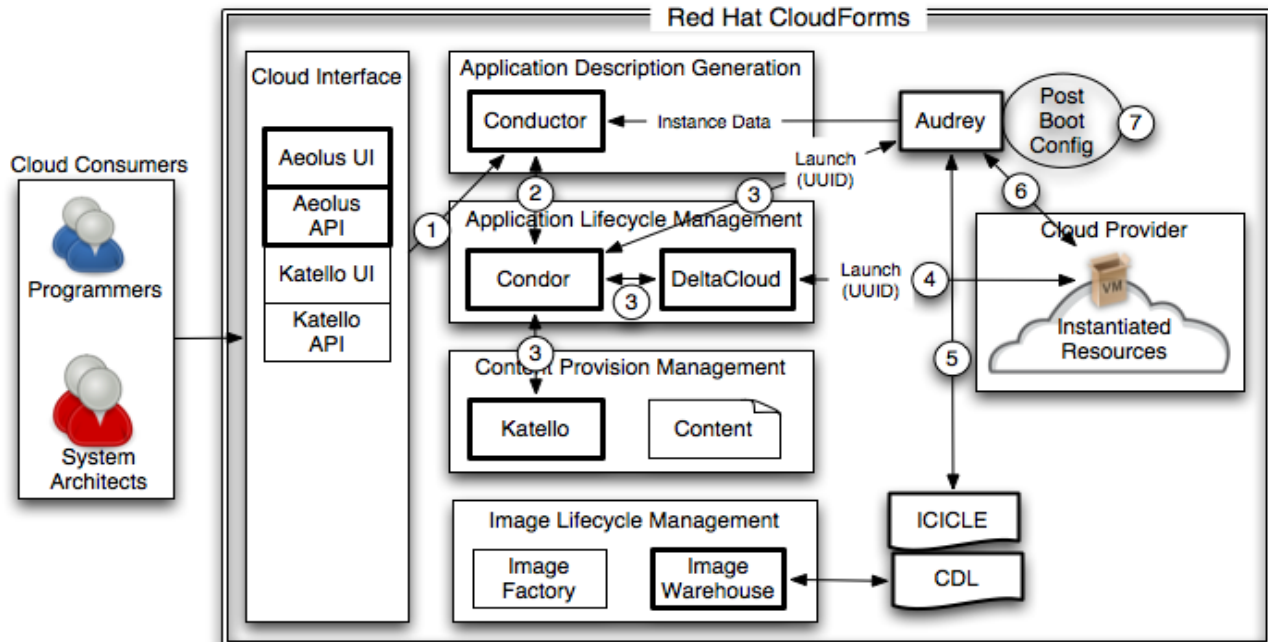 Red Hat CloudForms
Cloud Interface
Aeolus UI
Aeolus
API
Katello UI
Katello
API
Cloud Consumers
Programmers
System
Architects
1
Application Description Generation
Conductor
Instance Data
Audrey
Post
Boot
Config
7
2
3
Launch
(UUID)
6
Application Lifecycle Management
Condor
3
DeltaCloud
Launch
(UUID)
4
Cloud Provider
VM
Instantiated
Resources
3
5
Content Provision Management
Katello
Content
Image Lifecycle Management
Image
Factory
Image
Warehouse
ICICLE
CDL